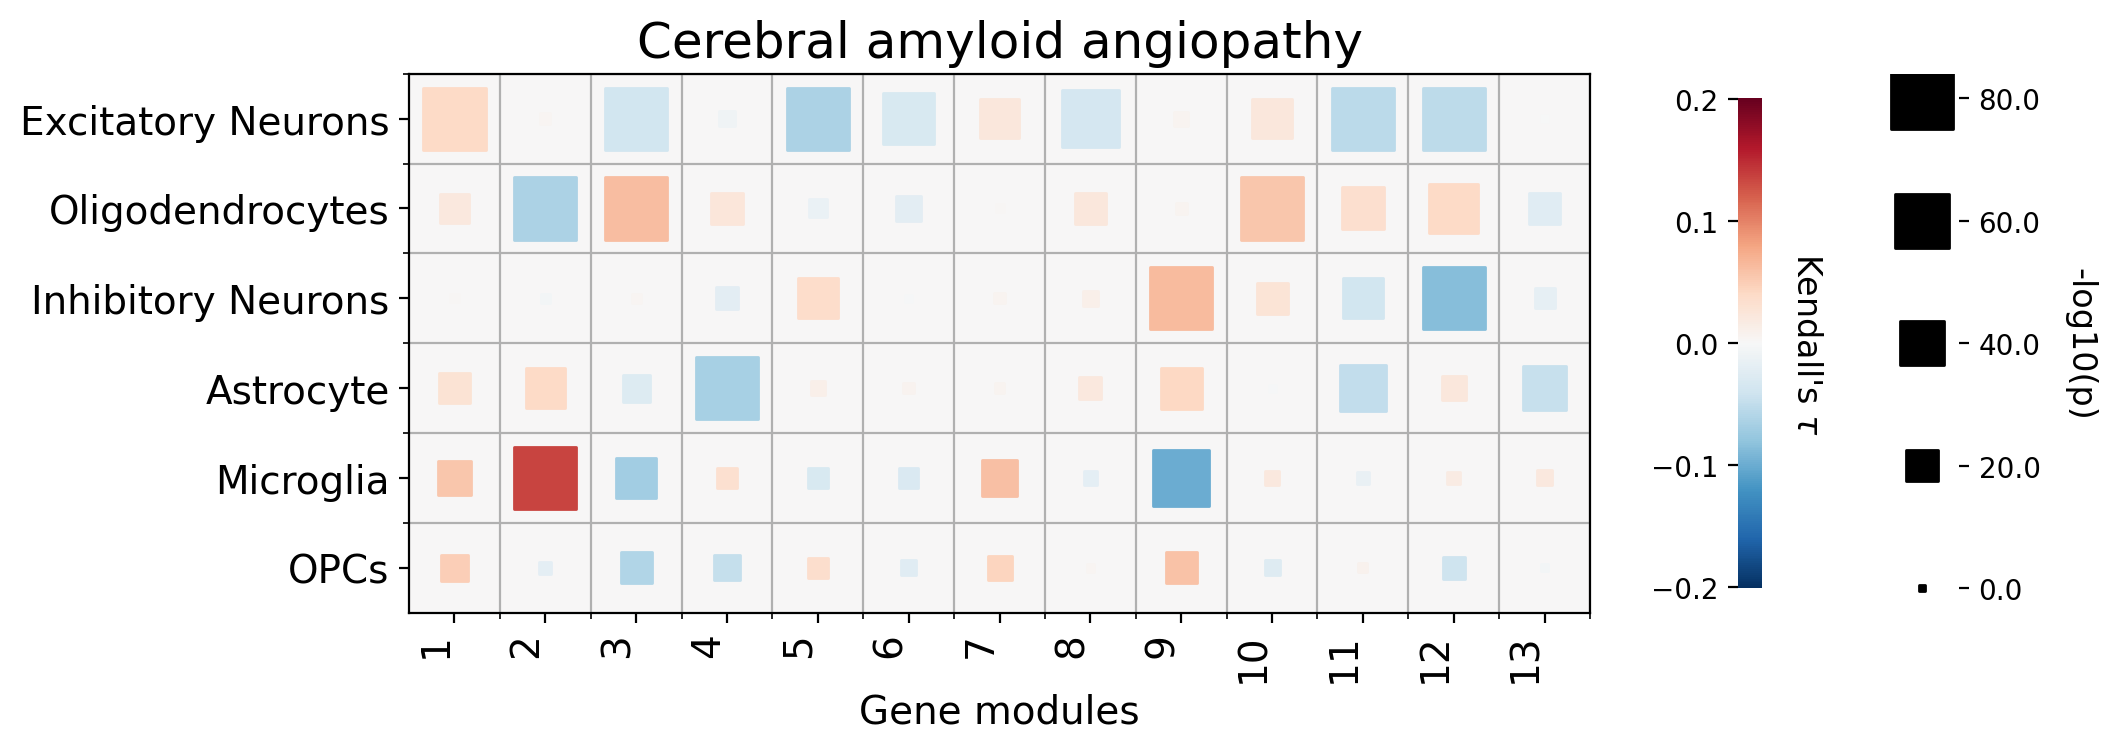 Cerebral amyloid angiopathy
Excitatory Neurons
Oligodendrocytes
Inhibitory Neurons
Astrocyte
Microglia
OPCs
1 2 3 4 5 6 7 8 9 10 11 12 13
Gene modules
0.2
0.1
0.0
−0.1
−0.2
Kendall's τ
80.0
60.0
40.0
20.0
0.0
-log10(p)